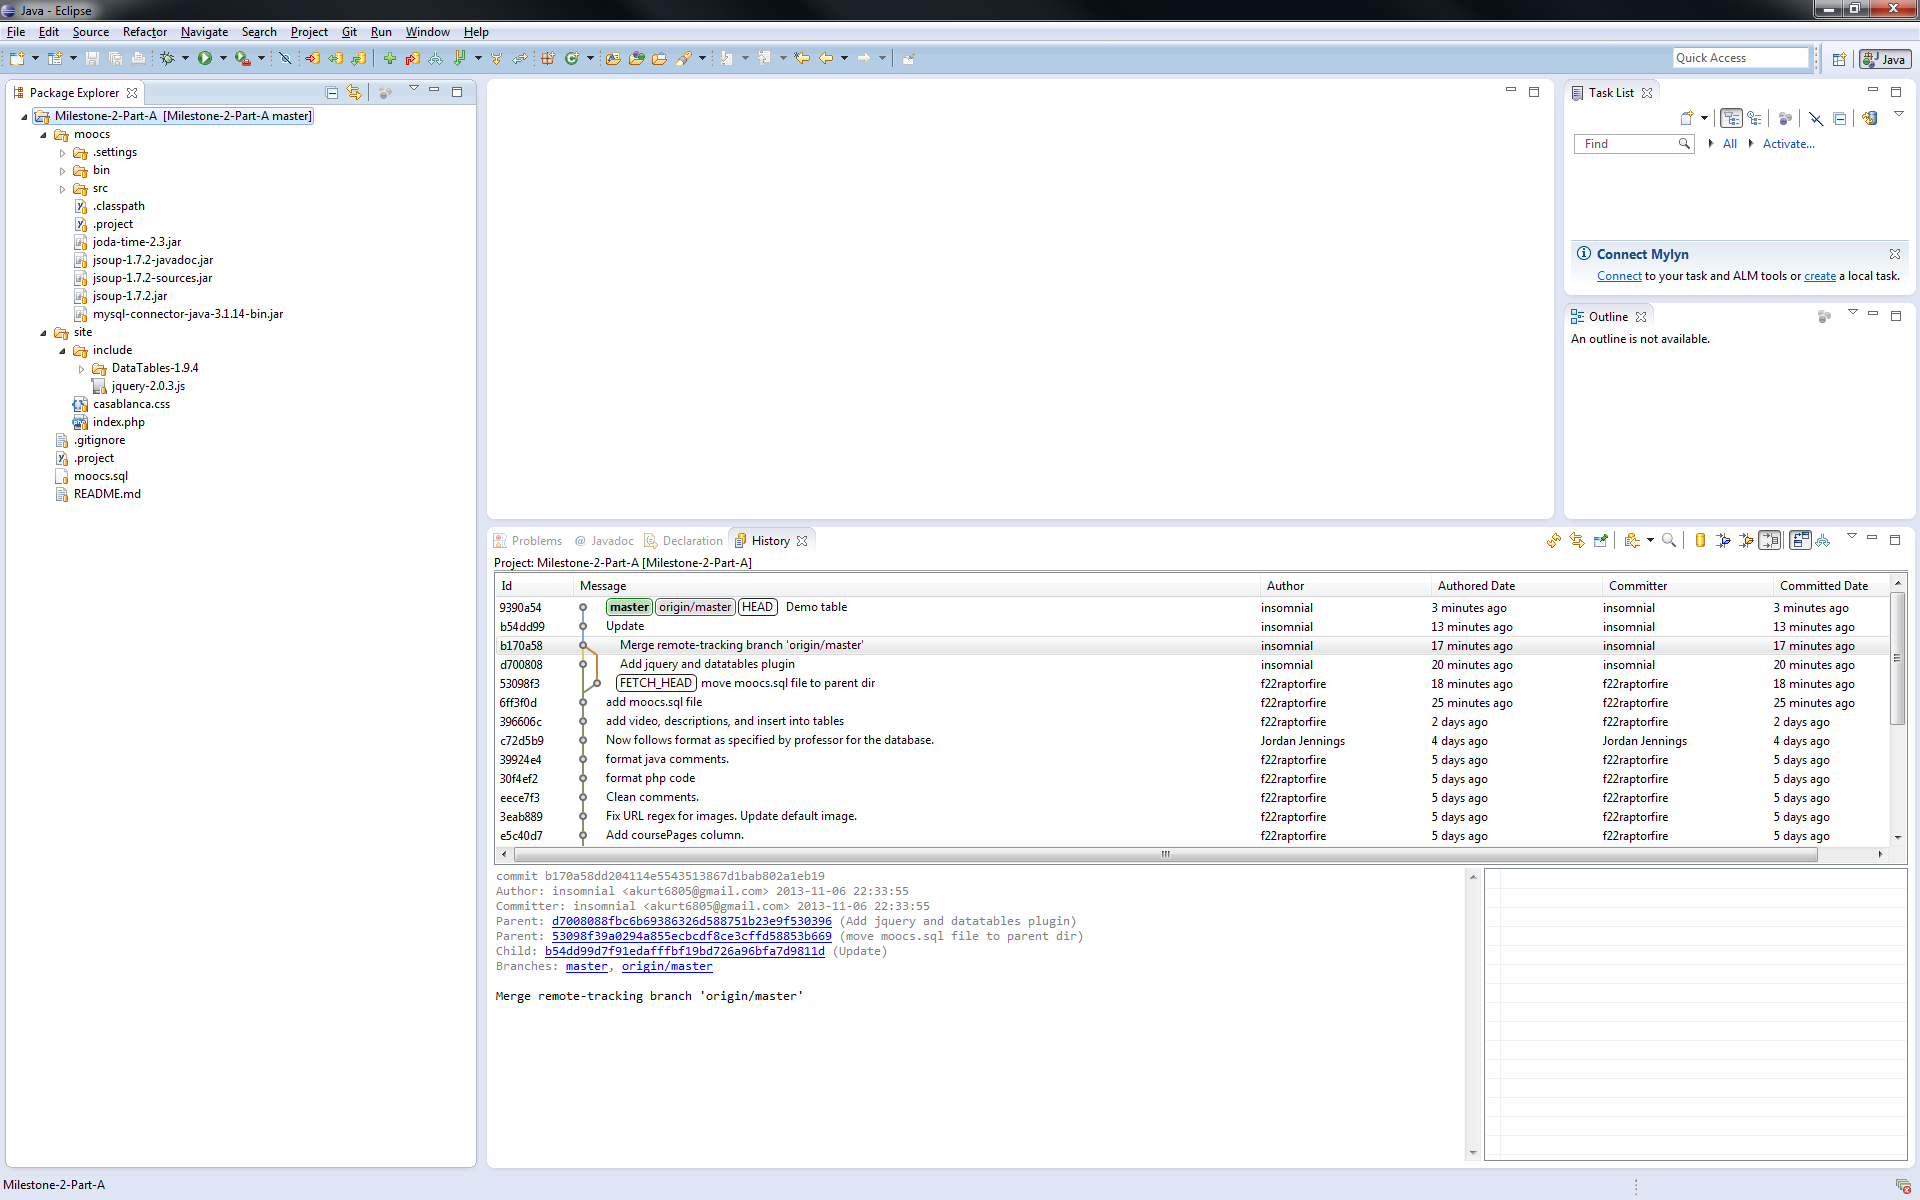 Java - Eclipse
File Edit Source Refactor Navigate Search Project Git Run Window Help
Quick Access
Java
Package Explorer
Milestone-2-Part-A [Milestone-2-Part-A master]
moocs
.settings
bin
src
.classpath
.project
joda-time-2.3.jar
jsoup-1.7.2-javadoc.jar
jsoup-1.7.2-sources.jar
jsoup-1.7.2.jar
mysql-connector-java-3.1.14-bin.jar
site
include
DataTables-1.9.4
jquery-2.0.3.js
casablanca.css
index.php
.gitignore
.project
moocs.sql
README.md
Task List
Find All Activate...
Connect Mylyn
Connect to your task and ALM tools or create a local task.
Outline
An outline is not available.
Problems @ Javadoc Declaration History
Project: Milestone-2-Part-A [Milestone-2-Part-A]
Id Message Author Authored Date Committer Committed Date
9390a54 master origin/master HEAD Demo table insomnial 3 minutes ago insomnial 3 minutes ago
b54dd99 Update insomnial 13 minutes ago insomnial 13 minutes ago
b170a58 Merge remote-tracking branch 'origin/master' insomnial 17 minutes ago insomnial 17 minutes ago
d700808 Add jquery and datatables plugin insomnial 20 minutes ago insomnial 20 minutes ago
53098f3 FETCH_HEAD move moocs.sql file to parent dir f22raptorfire 18 minutes ago f22raptorfire 18 minutes ago
6ff3f0d add moocs.sql file f22raptorfire 25 minutes ago f22raptorfire 25 minutes ago
396606c add video, descriptions, and insert into tables f22raptorfire 2 days ago f22raptorfire 2 days ago
c72d5b9 Now follows format as specified by professor for the database. Jordan Jennings 4 days ago Jordan Jennings 4 days ago
39924e4 format java comments. f22raptorfire 5 days ago f22raptorfire 5 days ago
30f4ef2 format php code f22raptorfire 5 days ago f22raptorfire 5 days ago
eece7f3 Clean comments. f22raptorfire 5 days ago f22raptorfire 5 days ago
3eab889 Fix URL regex for images. Update default image. f22raptorfire 5 days ago f22raptorfire 5 days ago
e5c40d7 Add coursePages column. f22raptorfire 5 days ago f22raptorfire 5 days ago
commit b170a58dd204114e5543513867d1bab802a1eb19
Author: insomnial <akurt6805@gmail.com> 2013-11-06 22:33:55
Committer: insomnial <akurt6805@gmail.com> 2013-11-06 22:33:55
Parent: d7008088fbc6b69386326d588751b23e9f530396 (Add jquery and datatables plugin)
Parent: 53098f39a0294a855ecbcdf8ce3cffd58853b669 (move moocs.sql file to parent dir)
Child: b54dd99d7f91edafffbf19bd726a96bfa7d9811d (Update)
Branches: master, origin/master
Merge remote-tracking branch 'origin/master'
Milestone-2-Part-A